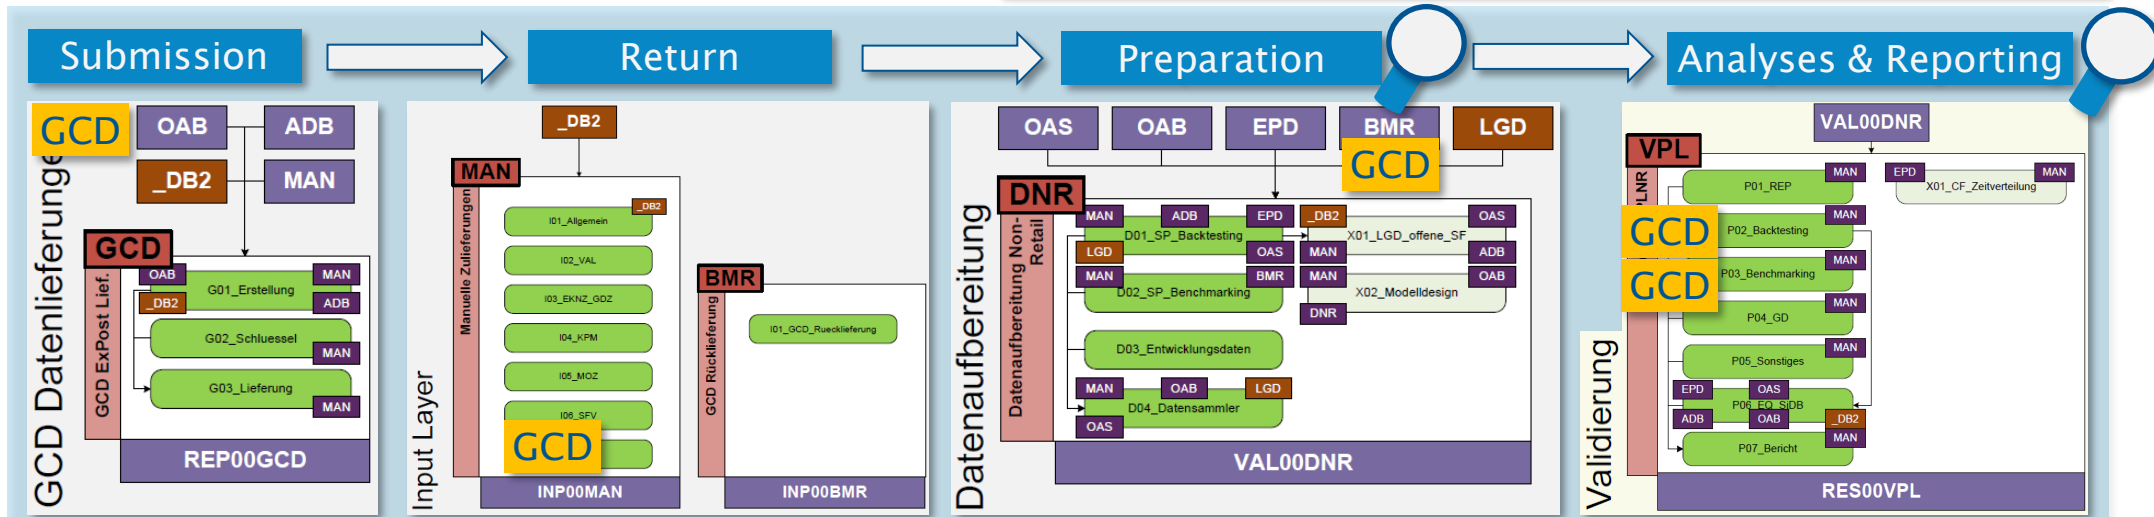 Submission
Return
Preparation
Analyses & Reporting
GCD Datenlieferungen
GCD
OAB
ADB
_DB2
MAN
GCD
GCD ExPost Lief.
OAB
MAN
G01_Erstellung
_DB2
ADB
G02_Schluessel
MAN
G03_Lieferung
MAN
REP00GCD
Input Layer
_DB2
MAN
Manuelle Zulieferungen
_DB2
I01_Allgemein
I02_VAL
I03_EKNZ_GDZ
I04_KPM
I05_MOZ
I06_SFV
GCD
INP00MAN
BMR
GCD Rücklieferung
I01_GCD_Ruecklieferung
INP00BMR
Datenaufbereitung
OAS
OAB
EPD
BMR
LGD
GCD
DNR
Datenaufbereitung Non-
Retail
MAN
ADB
EPD
D01_SP_Backtesting
LGD
OAS
MAN
BMR
D02_SP_Benchmarking
D03_Entwicklungsdaten
MAN
OAB
LGD
D04_Datensammler
OAS
_DB2
OAS
X01_LGD_offene_SF
MAN
ADB
MAN
OAB
X02_Modelldesign
DNR
VAL00DNR
Validierung
VAL00DNR
VPL
PLNR
MAN
P01_REP
EPD
MAN
X01_CF_Zeitverteilung
GCD
MAN
P02_Backtesting
GCD
MAN
P03_Benchmarking
MAN
P04_GD
MAN
P05_Sonstiges
EPD
OAS
P06_EQ_SiDB
ADB
OAB
_DB2
MAN
P07_Bericht
RES00VPL